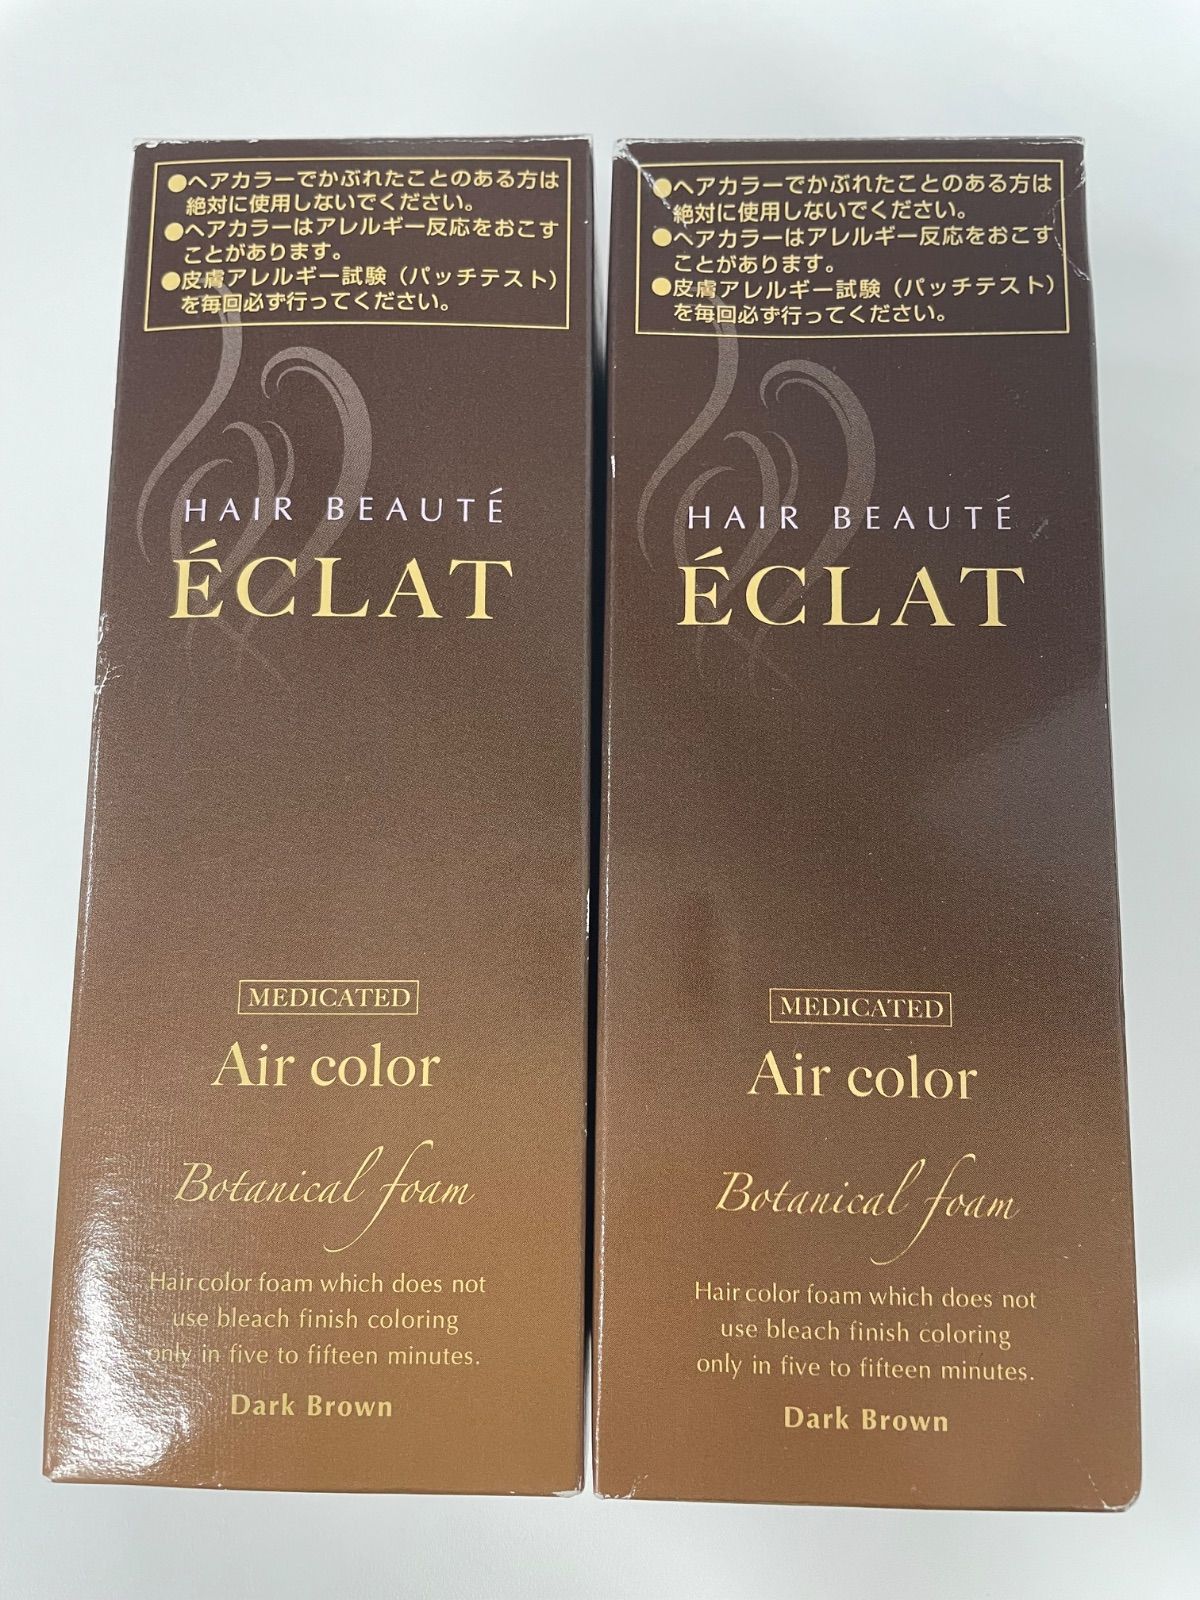 ●ヘアカラーでかぶれたことのある方は
絶対に使用しないでください。
●ヘアカラーはアレルギー反応をおこす
ことがあります。
●皮膚アレルギー試験（パッチテスト）
を毎回必ず行ってください。
HAIR BEAUTÉ
ÉCLAT
MEDICATED
Air color
Botanical foam
Hair color foam which does not
use bleach finish coloring
only in five to fifteen minutes.
Dark Brown
●ヘアカラーでかぶれたことのある方は
絶対に使用しないでください。
●ヘアカラーはアレルギー反応をおこす
ことがあります。
●皮膚アレルギー試験（パッチテスト）
を毎回必ず行ってください。
HAIR BEAUTÉ
ÉCLAT
MEDICATED
Air color
Botanical foam
Hair color foam which does not
use bleach finish coloring
only in five to fifteen minutes.
Dark Brown